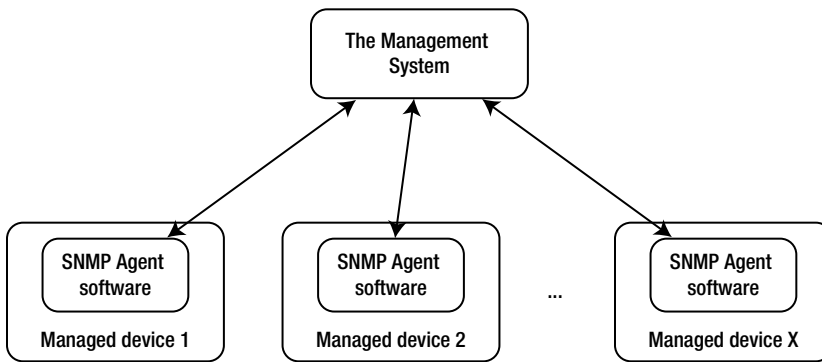 The Management
System
SNMP Agent
software
Managed device 1
SNMP Agent
software
Managed device 2
...
SNMP Agent
software
Managed device X